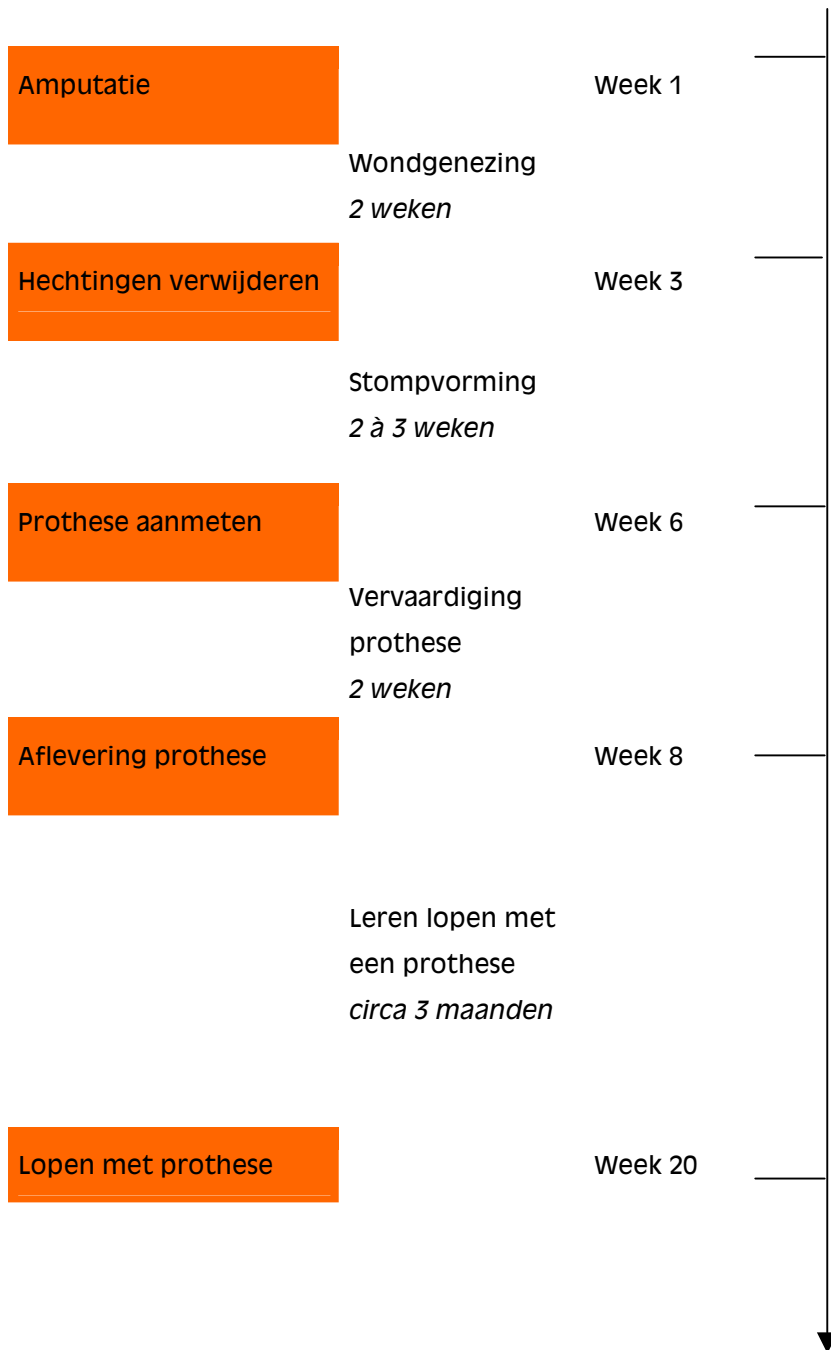 Amputatie
Week 1
Wondgenezing
2 weken
Hechtingen verwijderen
Week 3
Stompvorming
2 à 3 weken
Prothese aanmeten
Week 6
Vervaardiging
prothese
2 weken
Aflevering prothese
Week 8
Leren lopen met
een prothese
circa 3 maanden
Lopen met prothese
Week 20